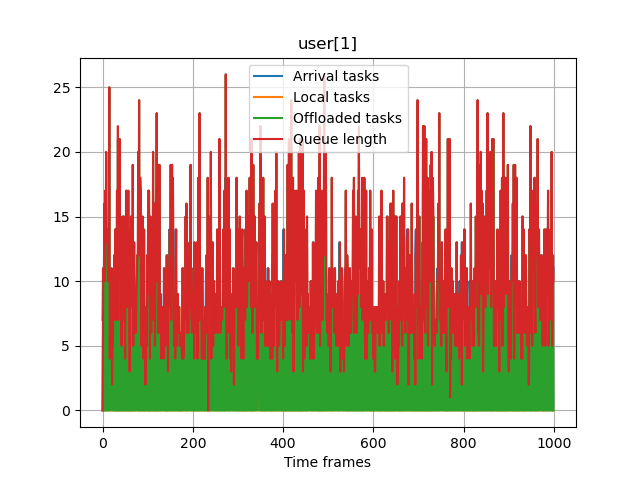 user[1]
Arrival tasks
Local tasks
Offloaded tasks
Queue length
25
20
15
10
5
0
0 200 400 600 800 1000
Time frames